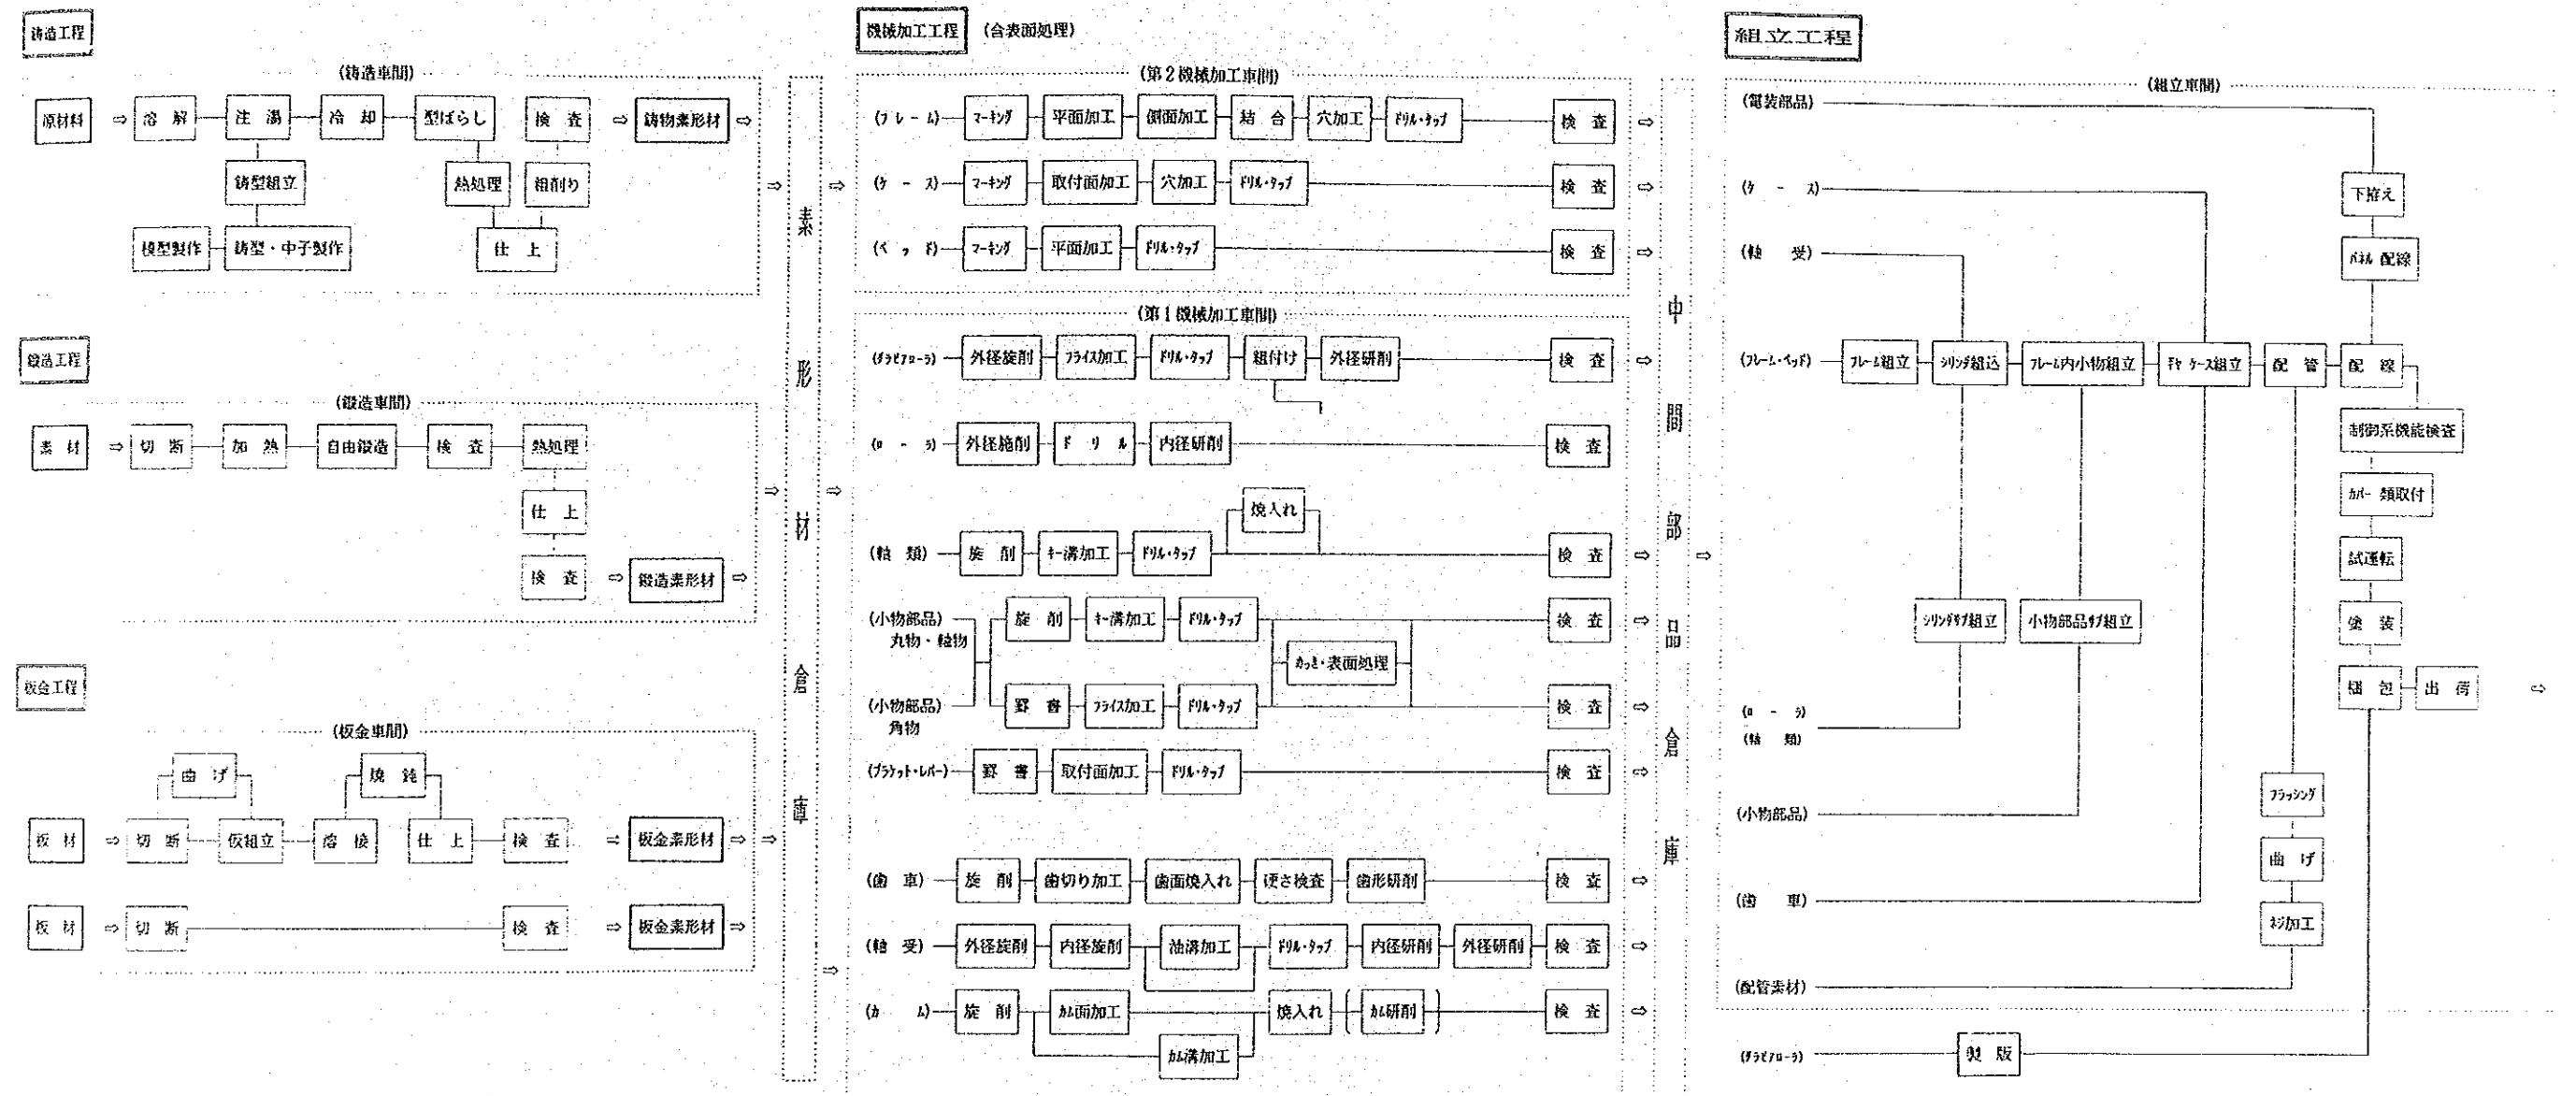 鋳造工程
(鋳造車間)
原材料 ⇨ 溶解 注湯 冷却 型ばらし 検査 ⇨ 鋳物素形材 ⇨
鋳型組立 熱処理 粗削り
模型製作 鋳型・中子製作 仕上
鍛造工程
(鍛造車間)
素材 ⇨ 切断 加熱 自由鍛造 検査 熱処理
仕上
検査 ⇨ 鍛造素形材 ⇨
板金工程
(板金車間)
曲げ 焼鈍
板材 ⇨ 切断 仮組立 溶接 仕上 検査 ⇨ 板金素形材 ⇨
板材 ⇨ 切断 検査 ⇨ 板金素形材 ⇨
素形材倉庫
機械加工工程 (含表面処理)
(第2機械加工車間)
(フレーム) マーキング 平面加工 側面加工 結合 穴加工 ドリル・タップ 検査 ⇨
(ケース) マーキング 取付面加工 穴加工 ドリル・タップ 検査 ⇨
(ベッド) マーキング 平面加工 ドリル・タップ 検査 ⇨
(第1機械加工車間)
(グラビアローラ) 外径旋削 フライス加工 ドリル・タップ 組付け 外径研削 検査 ⇨
(ローラ) 外径施削 ドリル 内径研削 検査
焼入れ
(軸類) 旋削 キー溝加工 ドリル・タップ 検査 ⇨
(小物部品) 丸物・軸物 旋削 キー溝加工 ドリル・タップ 検査 ⇨
めっき・表面処理
(小物部品) 角物 罫書 フライス加工 ドリル・タップ 検査 ⇨
(ブラケット・レバー) 罫書 取付面加工 ドリル・タップ 検査 ⇨
(歯車) 旋削 歯切り加工 歯面焼入れ 硬さ検査 歯形研削 検査 ⇨
(軸受) 外径旋削 内径旋削 油溝加工 ドリル・タップ 内径研削 外径研削 検査 ⇨
(カム) 旋削 カム面加工 焼入れ (カム研削) 検査 ⇨
カム溝加工
中間部品倉庫
組立工程
(組立車間)
(電装部品)
下拵え
(ケース)
パネル配線
(軸受)
(フレーム・ベッド) フレーム組立 シリンダ組込 フレーム内小物組立 ギヤケース組立 配管 配線
制御系機能検査
カバー類取付
試運転
シリンダサブ組立 小物部品サブ組立 塗装
梱包 出荷 ⇨
(ローラ)
(軸類)
フラッシング
(小物部品)
曲げ
(歯車)
ネジ加工
(配管素材)
(グラビアローラ) 製版